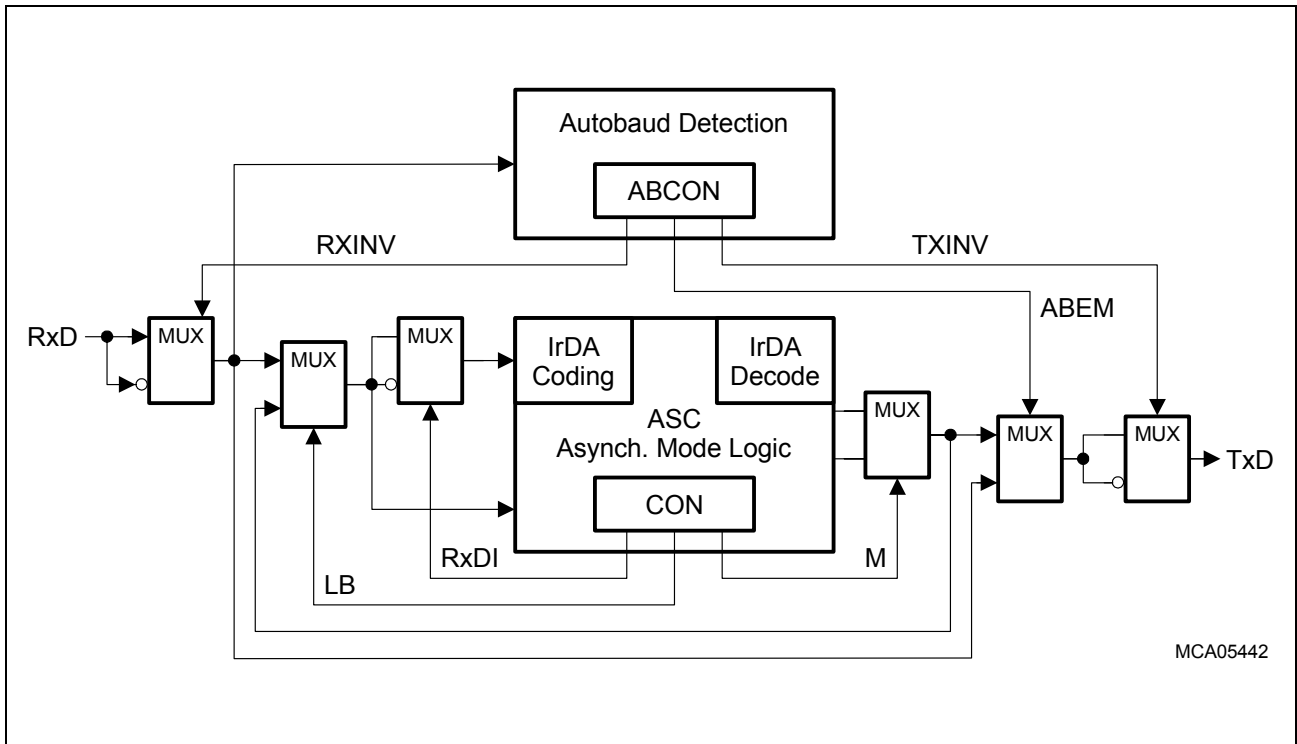 Autobaud Detection
ABCON
RXINV
TXINV
ABEM
RxD
MUX
MUX
MUX
IrDA
Coding
IrDA
Decode
ASC
Asynch. Mode Logic
CON
MUX
MUX
MUX
TxD
RxDI
LB
M
MCA05442